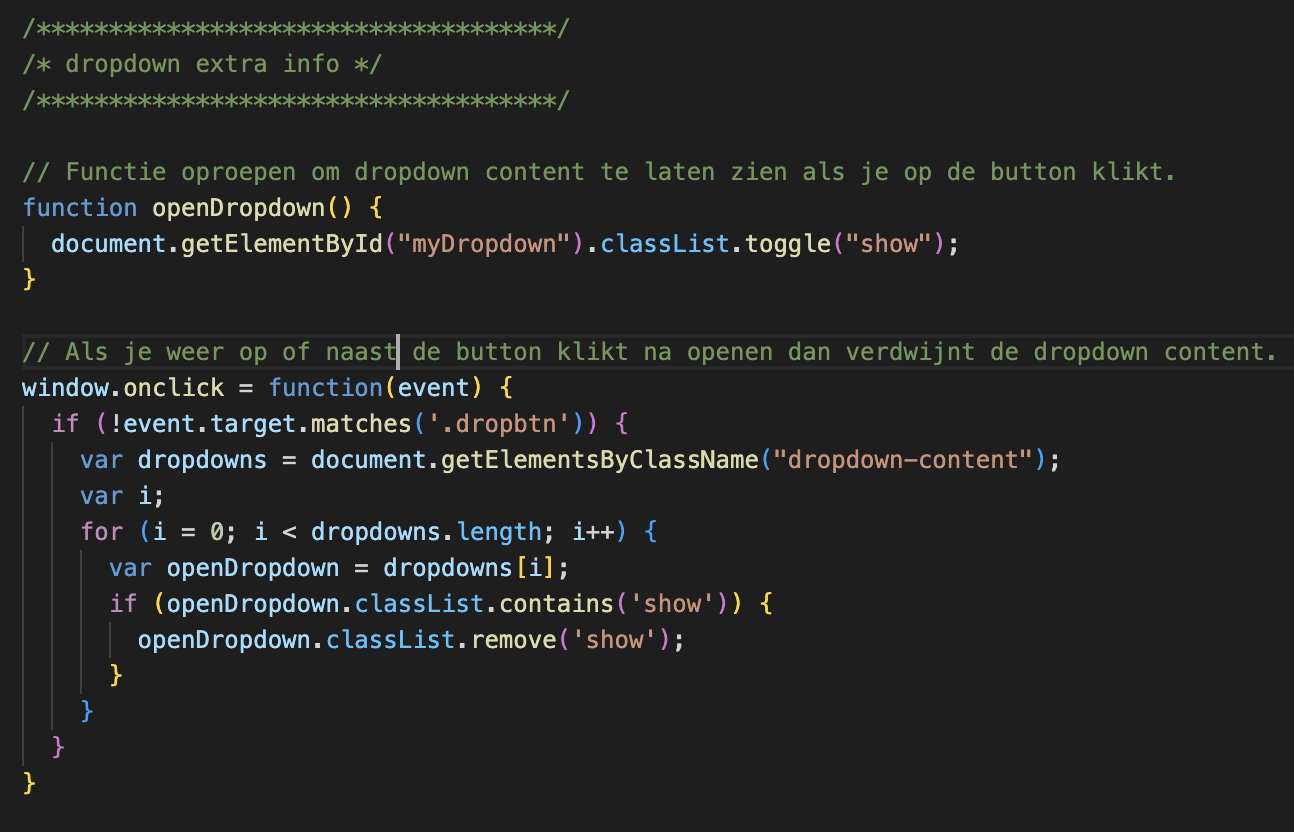 /************************************/
/* dropdown extra info */
/************************************/
// Functie oproepen om dropdown content te laten zien als je op de button klikt.
function openDropdown() {
document.getElementById("myDropdown").classList.toggle("show");
}
// Als je weer op of naast de button klikt na openen dan verdwijnt de dropdown content.
window.onclick = function(event) {
if (!event.target.matches('.dropbtn')) {
var dropdowns = document.getElementsByClassName("dropdown-content");
var i;
for (i = 0; i < dropdowns.length; i++) {
var openDropdown = dropdowns[i];
if (openDropdown.classList.contains('show')) {
openDropdown.classList.remove('show');
}
}
}
}